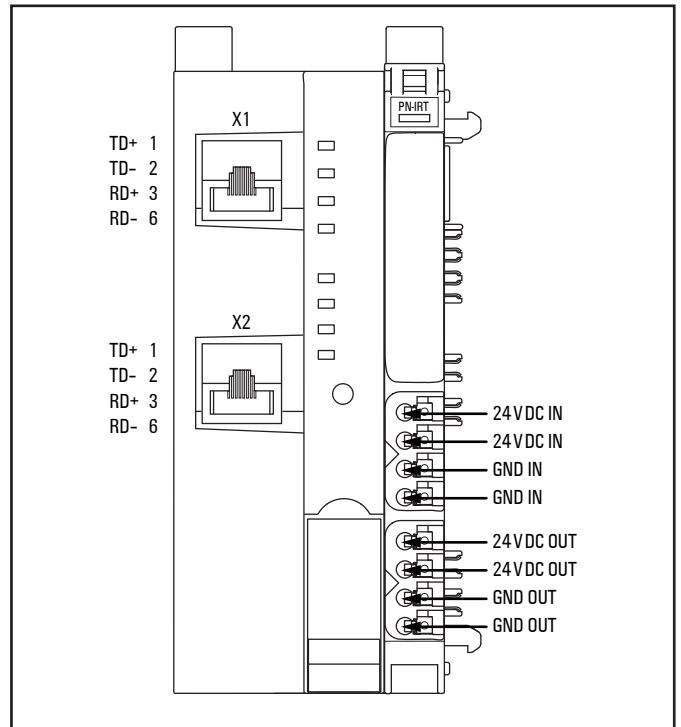 PN-IRT
X1
TD+ 1
TD- 2
RD+ 3
RD- 6
X2
TD+ 1
TD- 2
RD+ 3
RD- 6
24 V DC IN
24 V DC IN
GND IN
GND IN
24 V DC OUT
24 V DC OUT
GND OUT
GND OUT